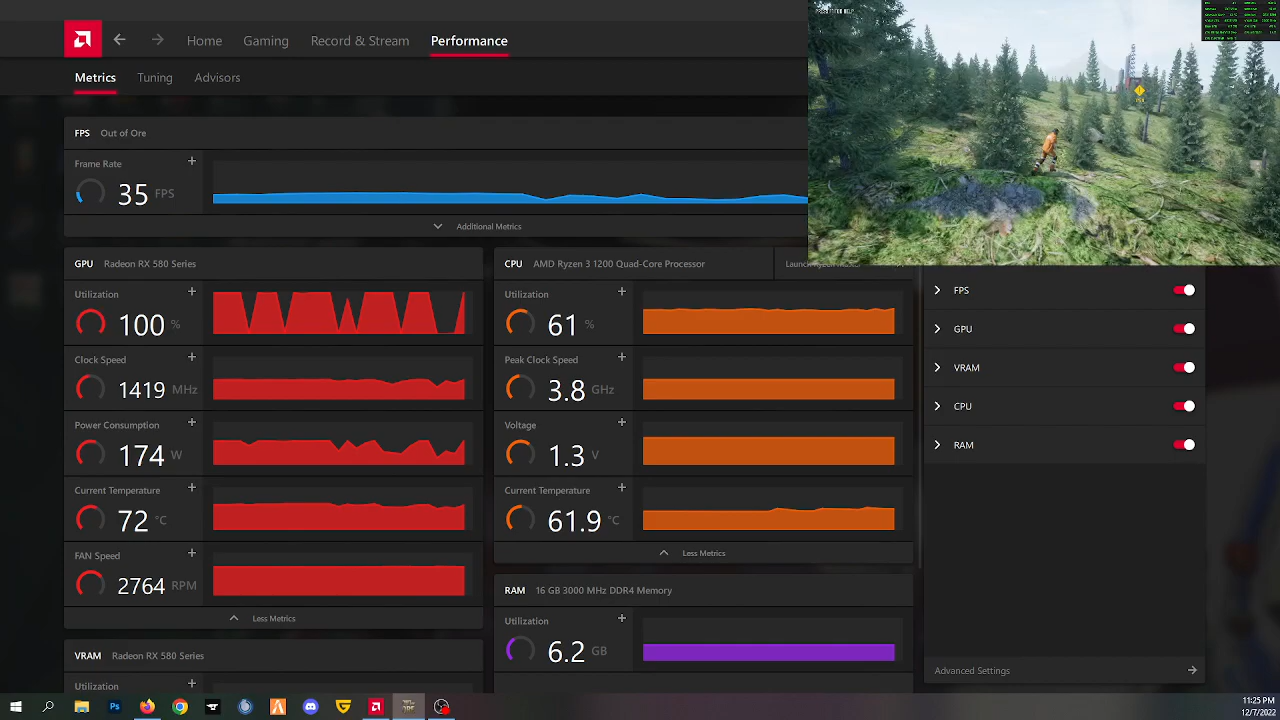 Home Gaming Record & Stream Performance
Metrics Tuning Advisors
FPS Out of Ore
Frame Rate
35 FPS
Additional Metrics
GPU Radeon RX 580 Series
Utilization
100 %
Clock Speed
1419 MHz
Power Consumption
174 W
Current Temperature
72 °C
FAN Speed
2764 RPM
Less Metrics
VRAM Radeon RX 580 Series
Utilization
CPU AMD Ryzen 3 1200 Quad-Core Processor
Utilization
61 %
Peak Clock Speed
3.8 GHz
Voltage
1.3 V
Current Temperature
61.9 °C
Less Metrics
RAM 16 GB 3000 MHz DDR4 Memory
Utilization
6.2 GB
FPS
GPU
VRAM
CPU
RAM
Advanced Settings
11:25 PM
12/7/2022